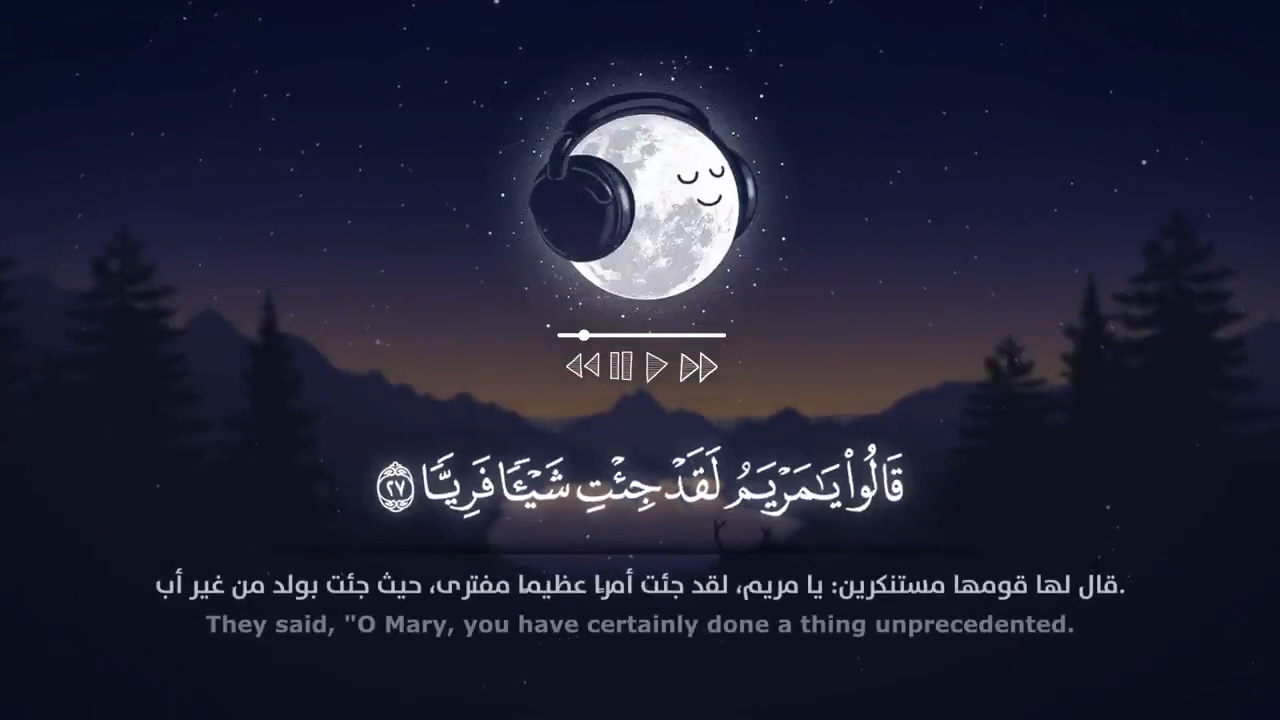 قَالُوا۟ يَـٰمَرْيَمُ لَقَدْ جِئْتِ شَيْـًٔا فَرِيًّا ٢٧
قال لها قومها مستنكرين: يا مريم، لقد جئت أمرا عظيما مفترى، حيث جئت بولد من غير أب.
They said, "O Mary, you have certainly done a thing unprecedented.